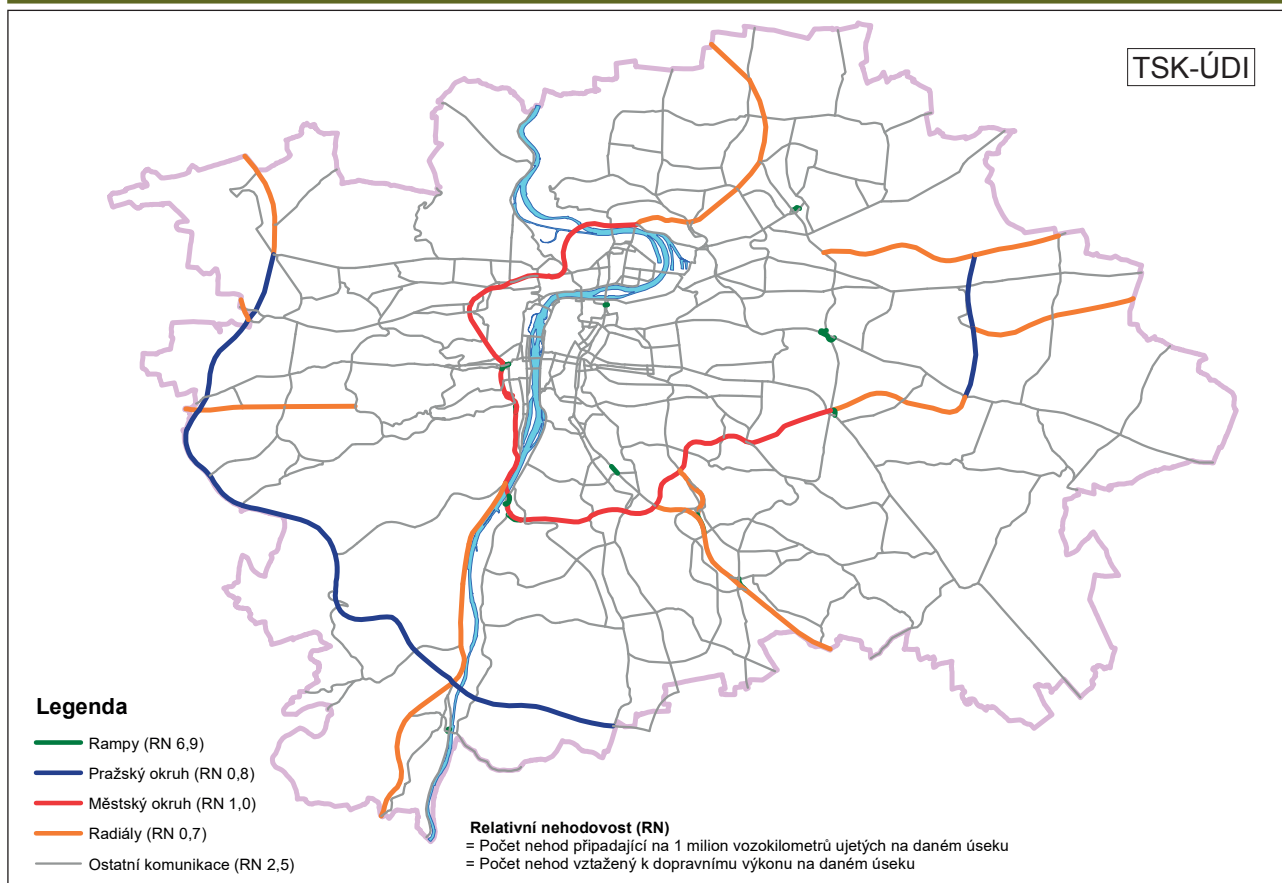 TSK-ÚDI
Legenda
Rampy (RN 6,9)
Pražský okruh (RN 0,8)
Městský okruh (RN 1,0)
Radiály (RN 0,7)
Ostatní komunikace (RN 2,5)
Relativní nehodovost (RN)
= Počet nehod připadající na 1 milion vozokilometrů ujetých na daném úseku
= Počet nehod vztažený k dopravnímu výkonu na daném úseku